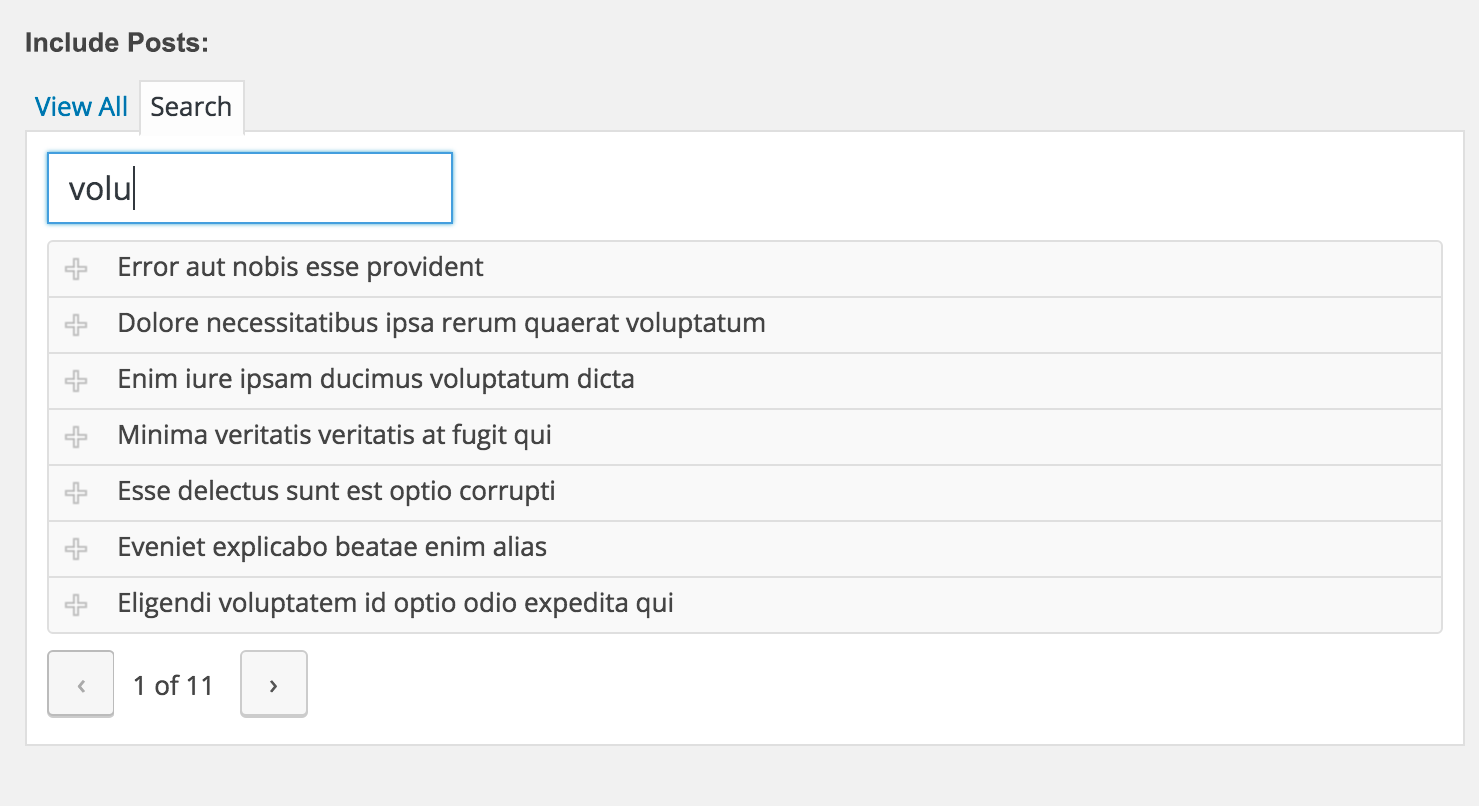 Include Posts:
View All Search
volu
Error aut nobis esse provident
Dolore necessitatibus ipsa rerum quaerat voluptatum
Enim iure ipsam ducimus voluptatum dicta
Minima veritatis veritatis at fugit qui
Esse delectus sunt est optio corrupti
Eveniet explicabo beatae enim alias
Eligendi voluptatem id optio odio expedita qui
‹ 1 of 11 ›